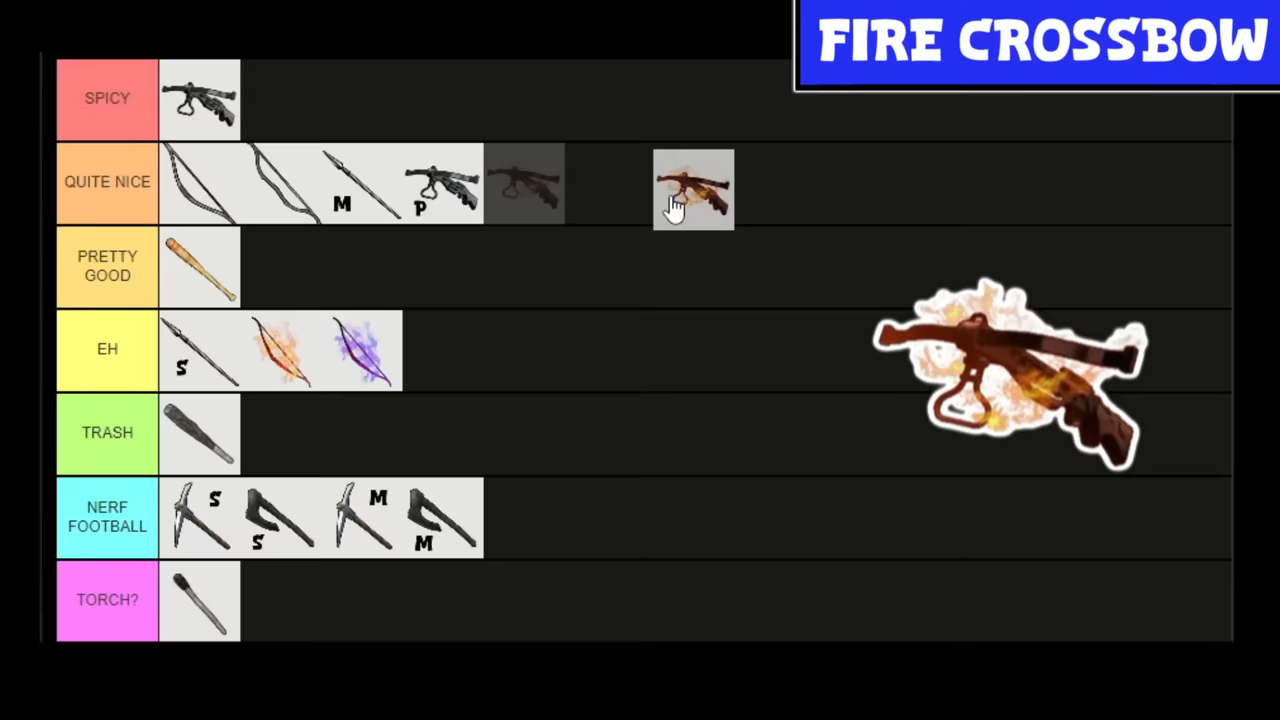 FIRE CROSSBOW
SPICY
QUITE NICE
M
P
PRETTY
GOOD
EH
S
TRASH
NERF
FOOTBALL
S
S
M
M
TORCH?